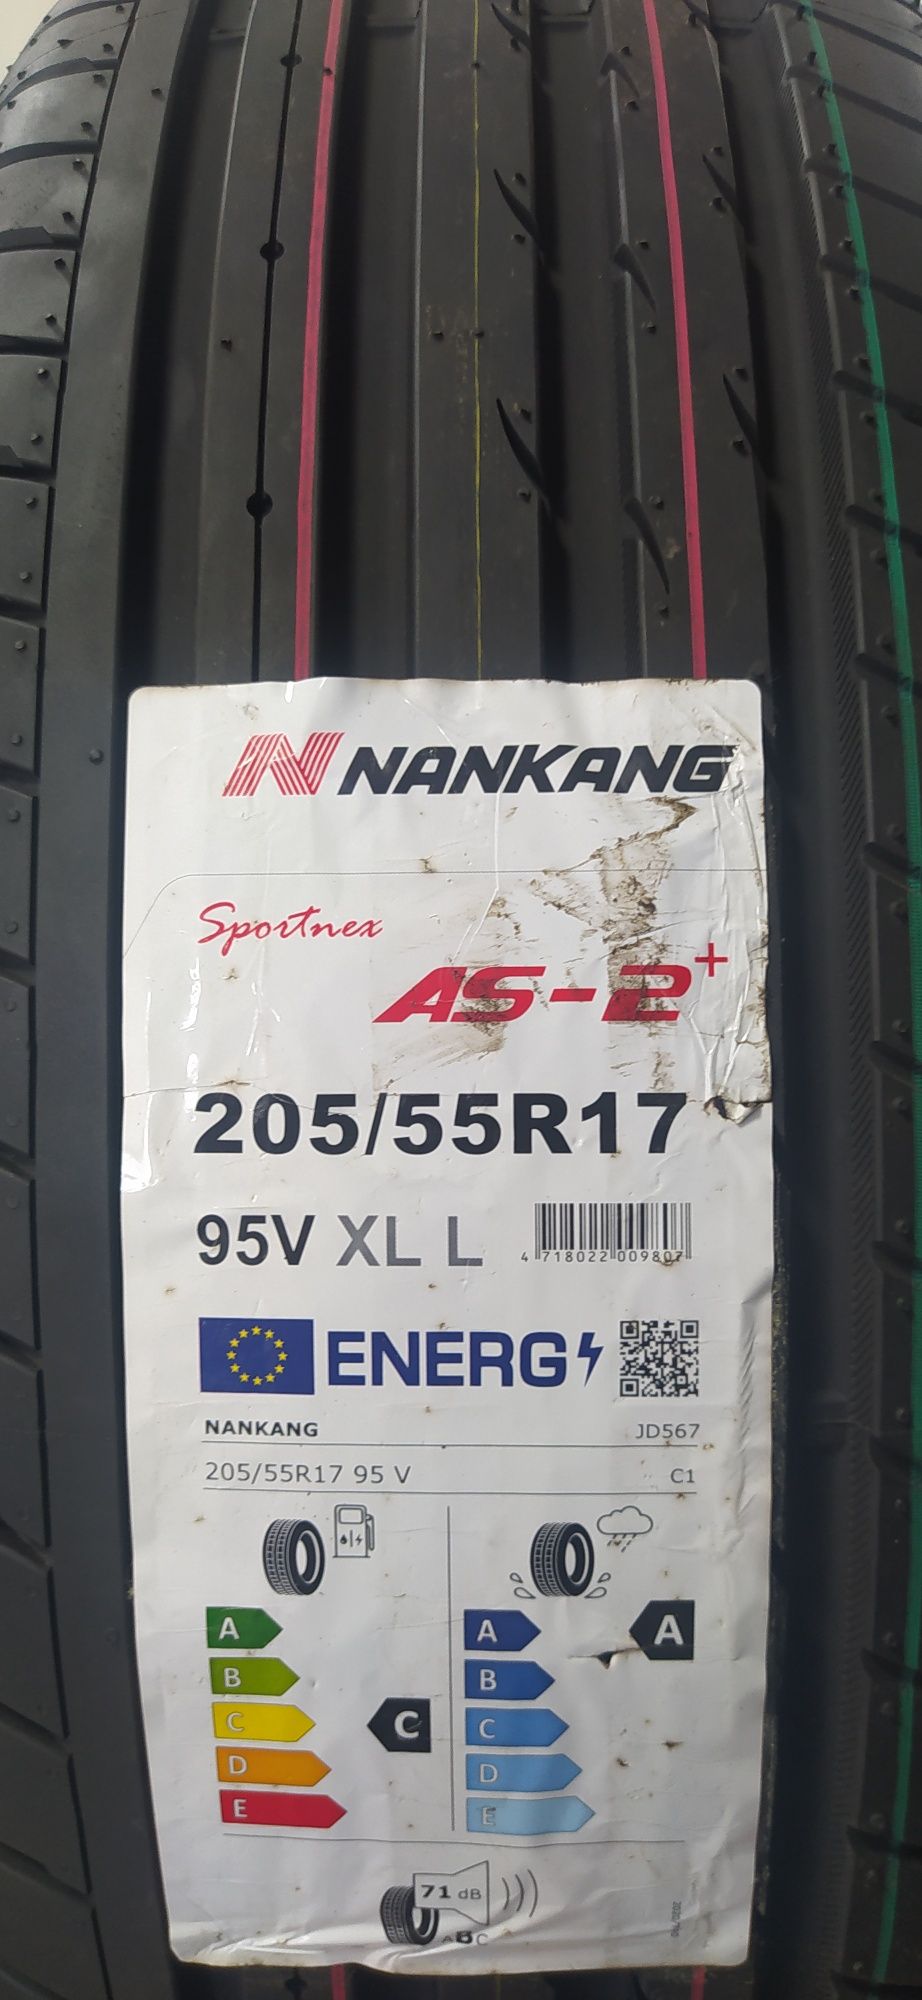 NANKANG
Sportnex
AS-2+
205/55R17
95V XL L
4 718022 009807
ENERG
NANKANG JD567
205/55R17 95 V C1
A A A
B B
C C C
D D
E E
71 dB
ABC